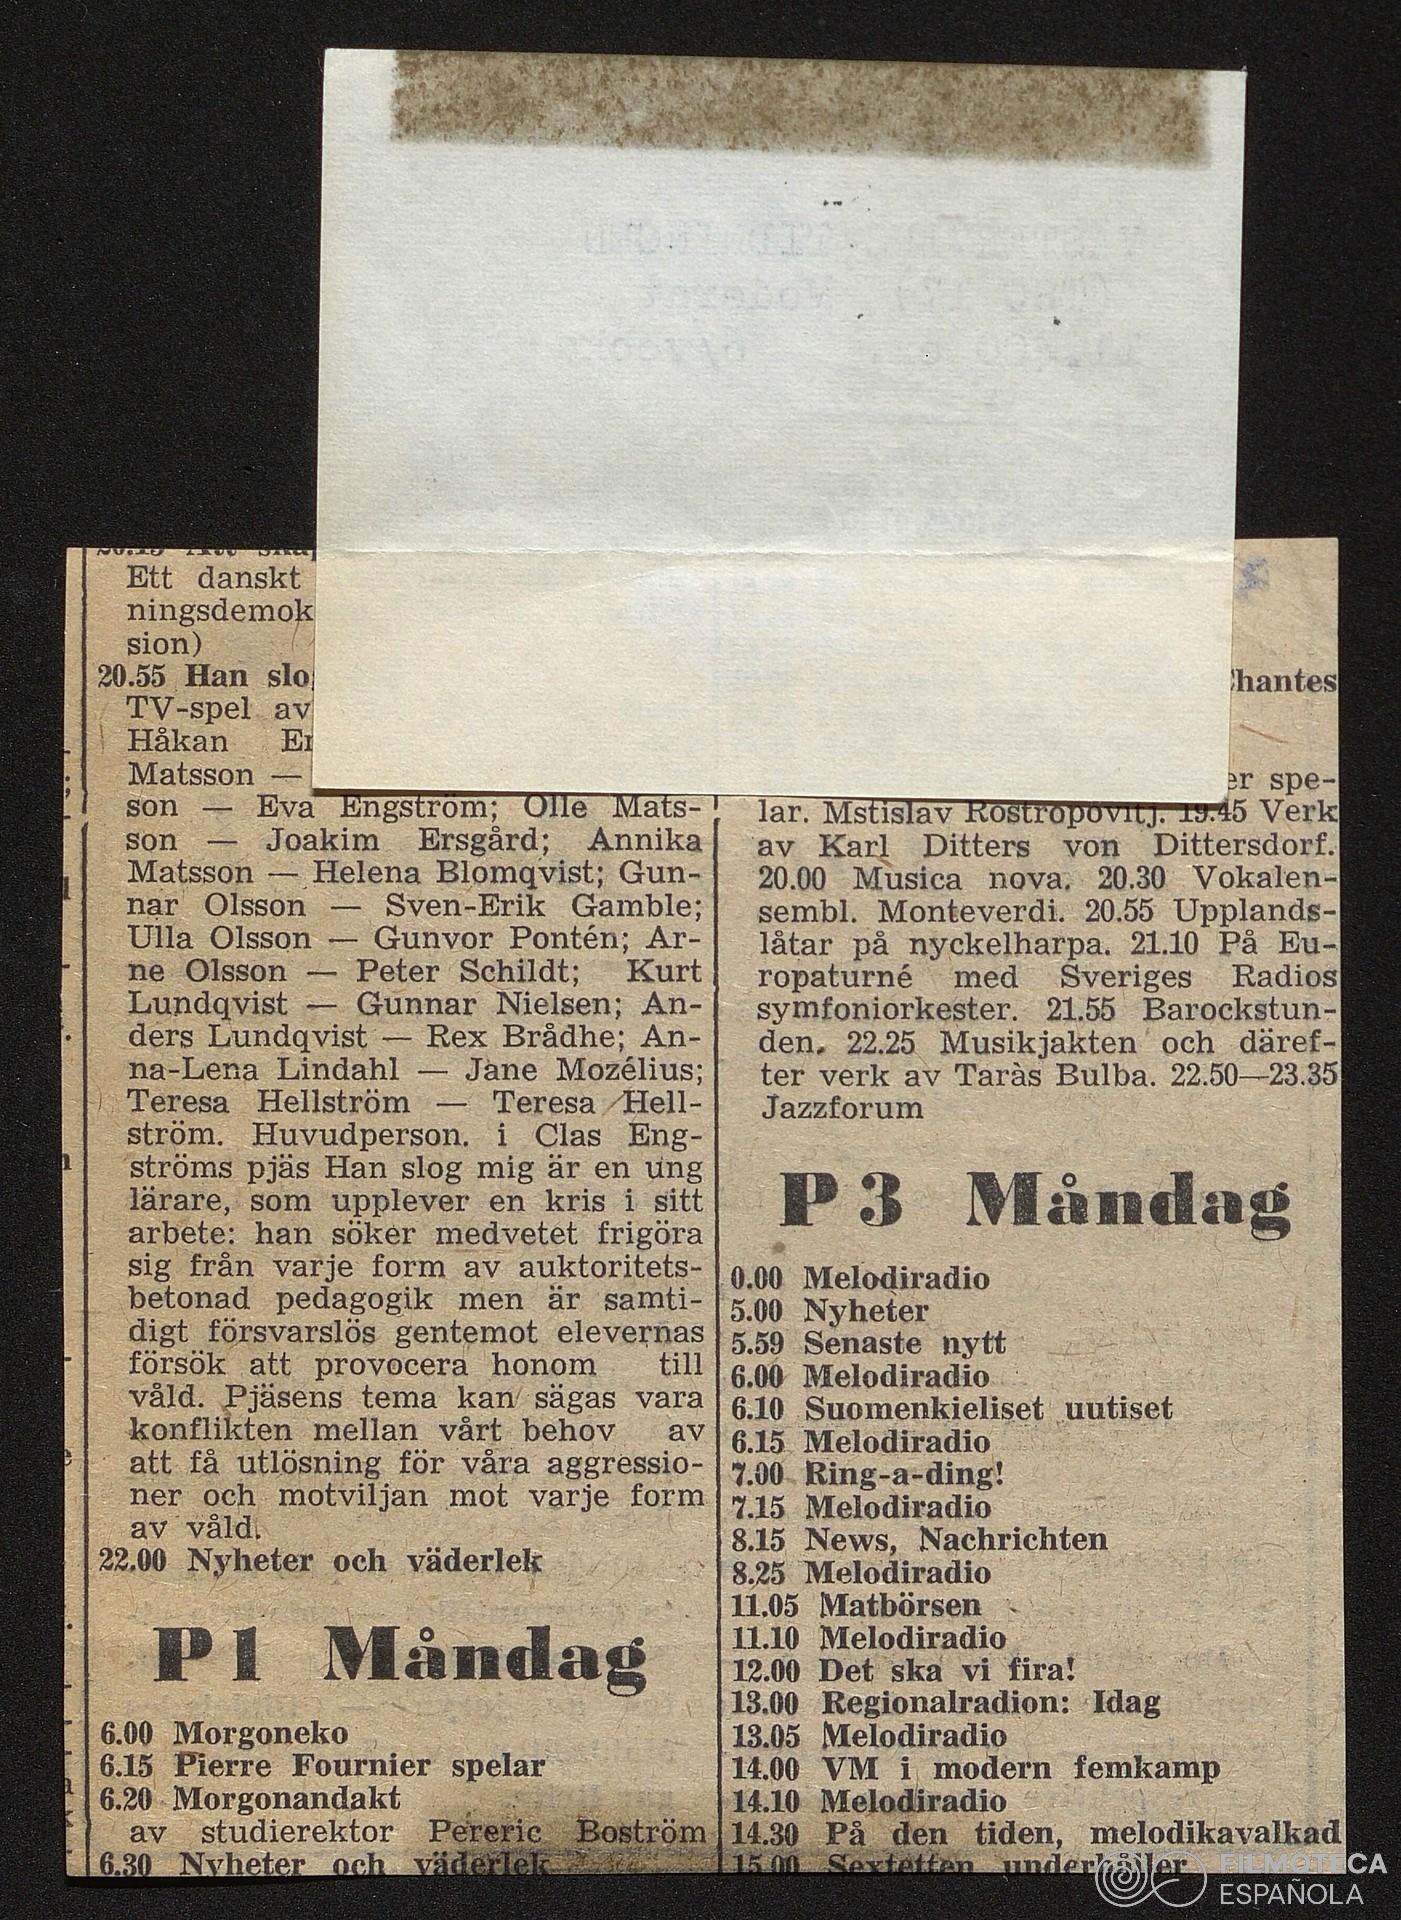 Ett danskt
ningsdemok
sion)
20.55 Han slog
TV-spel av
Håkan
Matsson —
son — Eva Engström; Olle Mats-
son — Joakim Ersgård; Annika
Matsson — Helena Blomqvist; Gun-
nar Olsson — Sven-Erik Gamble;
Ulla Olsson — Gunvor Pontén; Ar-
ne Olsson — Peter Schildt; Kurt
Lundqvist — Gunnar Nielsen; An-
ders Lundqvist — Rex Brådhe; An-
na-Lena Lindahl — Jane Mozélius;
Teresa Hellström — Teresa Hell-
ström. Huvudperson. i Clas Eng-
ströms pjäs Han slog mig är en ung
lärare, som upplever en kris i sitt
arbete: han söker medvetet frigöra
sig från varje form av auktoritets-
betonad pedagogik men är samti-
digt försvarslös gentemot elevernas
försök att provocera honom till
våld. Pjäsens tema kan sägas vara
konflikten mellan vårt behov av
att få utlösning för våra aggressio-
ner och motviljan mot varje form
av våld.
22.00 Nyheter och väderlek
P 1 Måndag
6.00 Morgoneko
6.15 Pierre Fournier spelar
6.20 Morgonandakt
av studierektor Pereric Boström
6.30 Nyheter och väderlek
Chantes
er spe-
lar. Mstislav Rostropovitj. 19.45 Verk
av Karl Ditters von Dittersdorf.
20.00 Musica nova. 20.30 Vokalen-
sembl. Monteverdi. 20.55 Upplands-
låtar på nyckelharpa. 21.10 På Eu-
ropaturné med Sveriges Radios
symfoniorkester. 21.55 Barockstun-
den. 22.25 Musikjakten och däref-
ter verk av Taràs Bulba. 22.50—23.35
Jazzforum
P 3 Måndag
0.00 Melodiradio
5.00 Nyheter
5.59 Senaste nytt
6.00 Melodiradio
6.10 Suomenkieliset uutiset
6.15 Melodiradio
7.00 Ring-a-ding!
7.15 Melodiradio
8.15 News, Nachrichten
8.25 Melodiradio
11.05 Matbörsen
11.10 Melodiradio
12.00 Det ska vi fira!
13.00 Regionalradion: Idag
13.05 Melodiradio
14.00 VM i modern femkamp
14.10 Melodiradio
14.30 På den tiden, melodikavalkad
15.00 Sextetten underhåller
FILMOTECA
ESPAÑOLA